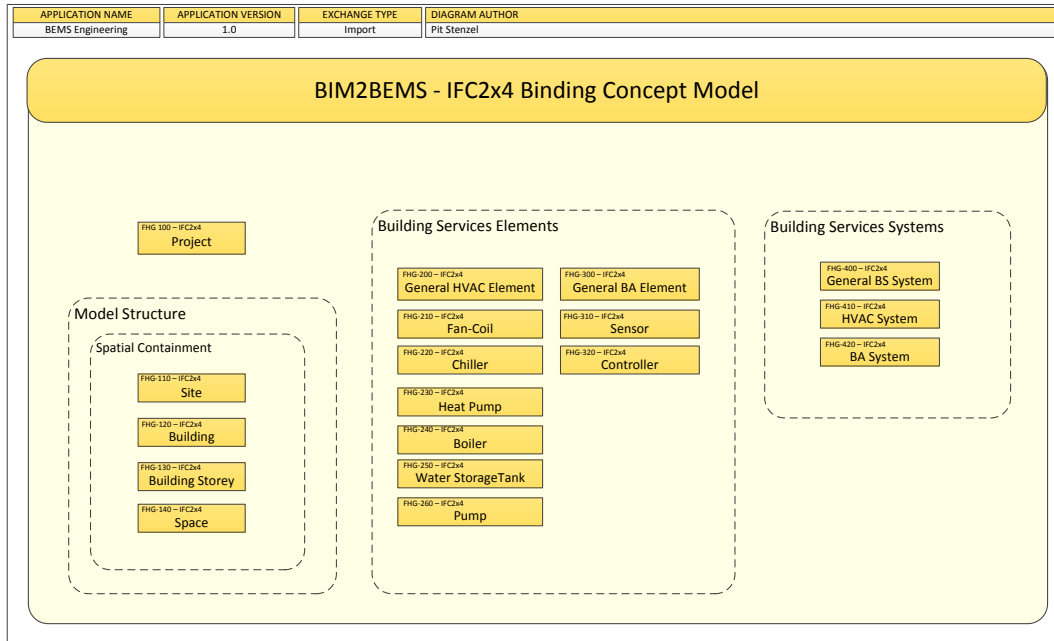 APPLICATION NAME APPLICATION VERSION EXCHANGE TYPE DIAGRAM AUTHOR
BEMS Engineering 1.0 Import Pit Stenzel
BIM2BEMS - IFC2x4 Binding Concept Model
FHG 100 – IFC2x4
Project
Model Structure
Spatial Containment
FHG-110 – IFC2x4
Site
FHG-120 – IFC2x4
Building
FHG-130 – IFC2x4
Building Storey
FHG-140 – IFC2x4
Space
Building Services Elements
FHG-200 – IFC2x4
General HVAC Element
FHG-210 – IFC2x4
Fan-Coil
FHG-220 – IFC2x4
Chiller
FHG-230 – IFC2x4
Heat Pump
FHG-240 – IFC2x4
Boiler
FHG-250 – IFC2x4
Water StorageTank
FHG-260 – IFC2x4
Pump
FHG-300 – IFC2x4
General BA Element
FHG-310 – IFC2x4
Sensor
FHG-320 – IFC2x4
Controller
Building Services Systems
FHG-400 – IFC2x4
General BS System
FHG-410 – IFC2x4
HVAC System
FHG-420 – IFC2x4
BA System